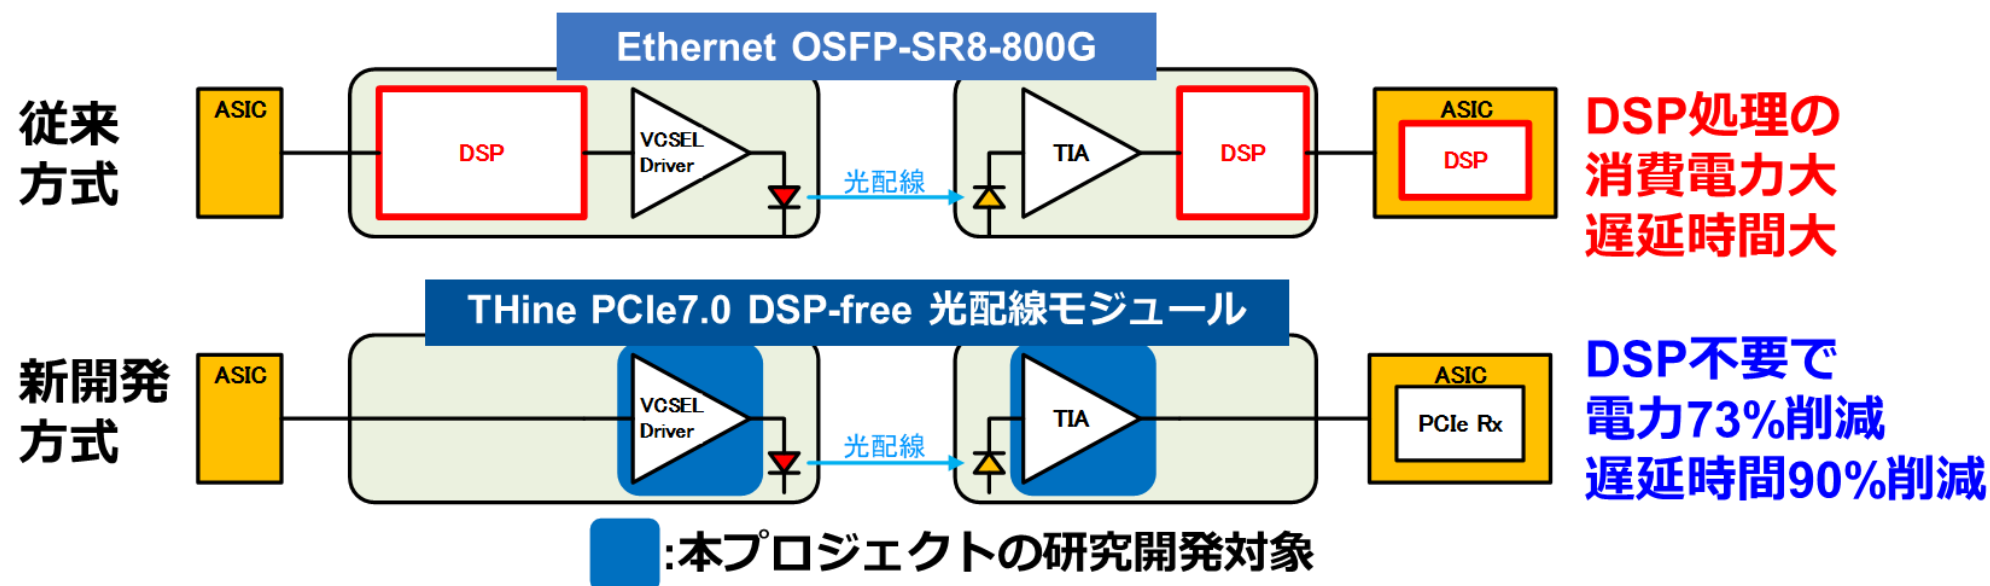 Ethernet OSFP-SR8-800G
従来
方式
ASIC
DSP
VCSEL
Driver
光配線
TIA
DSP
ASIC
DSP
DSP処理の
消費電力大
遅延時間大
THine PCIe7.0 DSP-free 光配線モジュール
新開発
方式
ASIC
VCSEL
Driver
光配線
TIA
ASIC
PCIe Rx
DSP不要で
電力73%削減
遅延時間90%削減
:本プロジェクトの研究開発対象